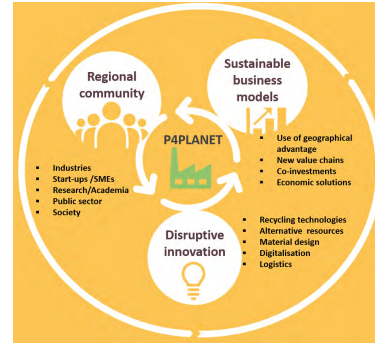 Regional
community
Sustainable
business
models
P4PLANET
▪ Use of geographical
advantage
▪ New value chains
▪ Co-investments
▪ Economic solutions
▪ Industries
▪ Start-ups /SMEs
▪ Research/Academia
▪ Public sector
▪ Society
Disruptive
innovation
▪ Recycling technologies
▪ Alternative resources
▪ Material design
▪ Digitalisation
▪ Logistics